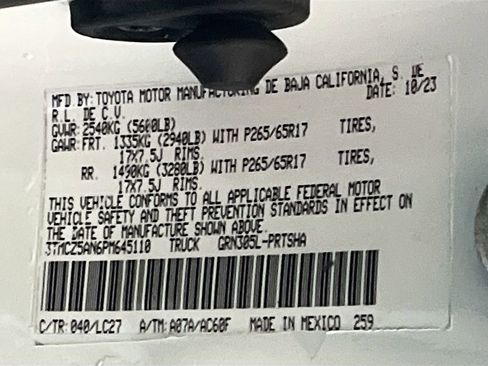 MFD BY: TOYOTA MOTOR MANUFACTURING DE BAJA CALIFORNIA, S. DE
R.L. DE C.V. DATE: 10/23
GVWR: 2540KG (5600LB)
GAWR: FRT. 1335KG (2940LB) WITH P265/65R17 TIRES,
17X7.5J RIMS.
RR. 1490KG (3280LB) WITH P265/65R17 TIRES,
17X7.5J RIMS.
THIS VEHICLE CONFORMS TO ALL APPLICABLE FEDERAL MOTOR
VEHICLE SAFETY AND THEFT PREVENTION STANDARDS IN EFFECT ON
THE DATE OF MANUFACTURE SHOWN ABOVE.
3TMCZ5AN6PM645110 TRUCK GRN305L-PRTSHA
C/TR: 040/LC27 A/TM: A07A/AC60F MADE IN MEXICO 259